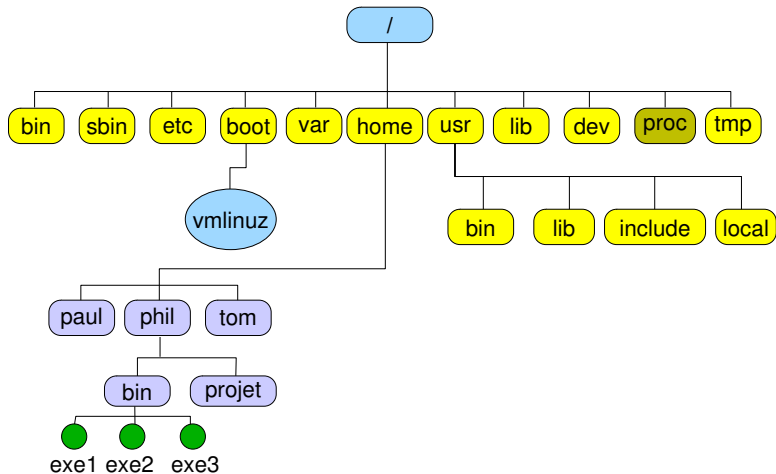 /
bin sbin etc boot var home usr lib dev proc tmp
vmlinuz
bin lib include local
paul phil tom
bin projet
exe1 exe2 exe3